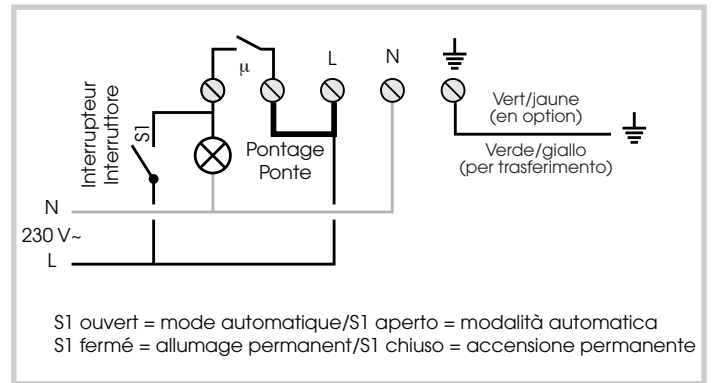 μ
L
N
Interrupteur
Interruttore
S1
Pontage
Ponte
Vert/jaune
(en option)
Verde/giallo
(per trasferimento)
N
230 V~
L
S1 ouvert = mode automatique/S1 aperto = modalità automatica
S1 fermé = allumage permanent/S1 chiuso = accensione permanente